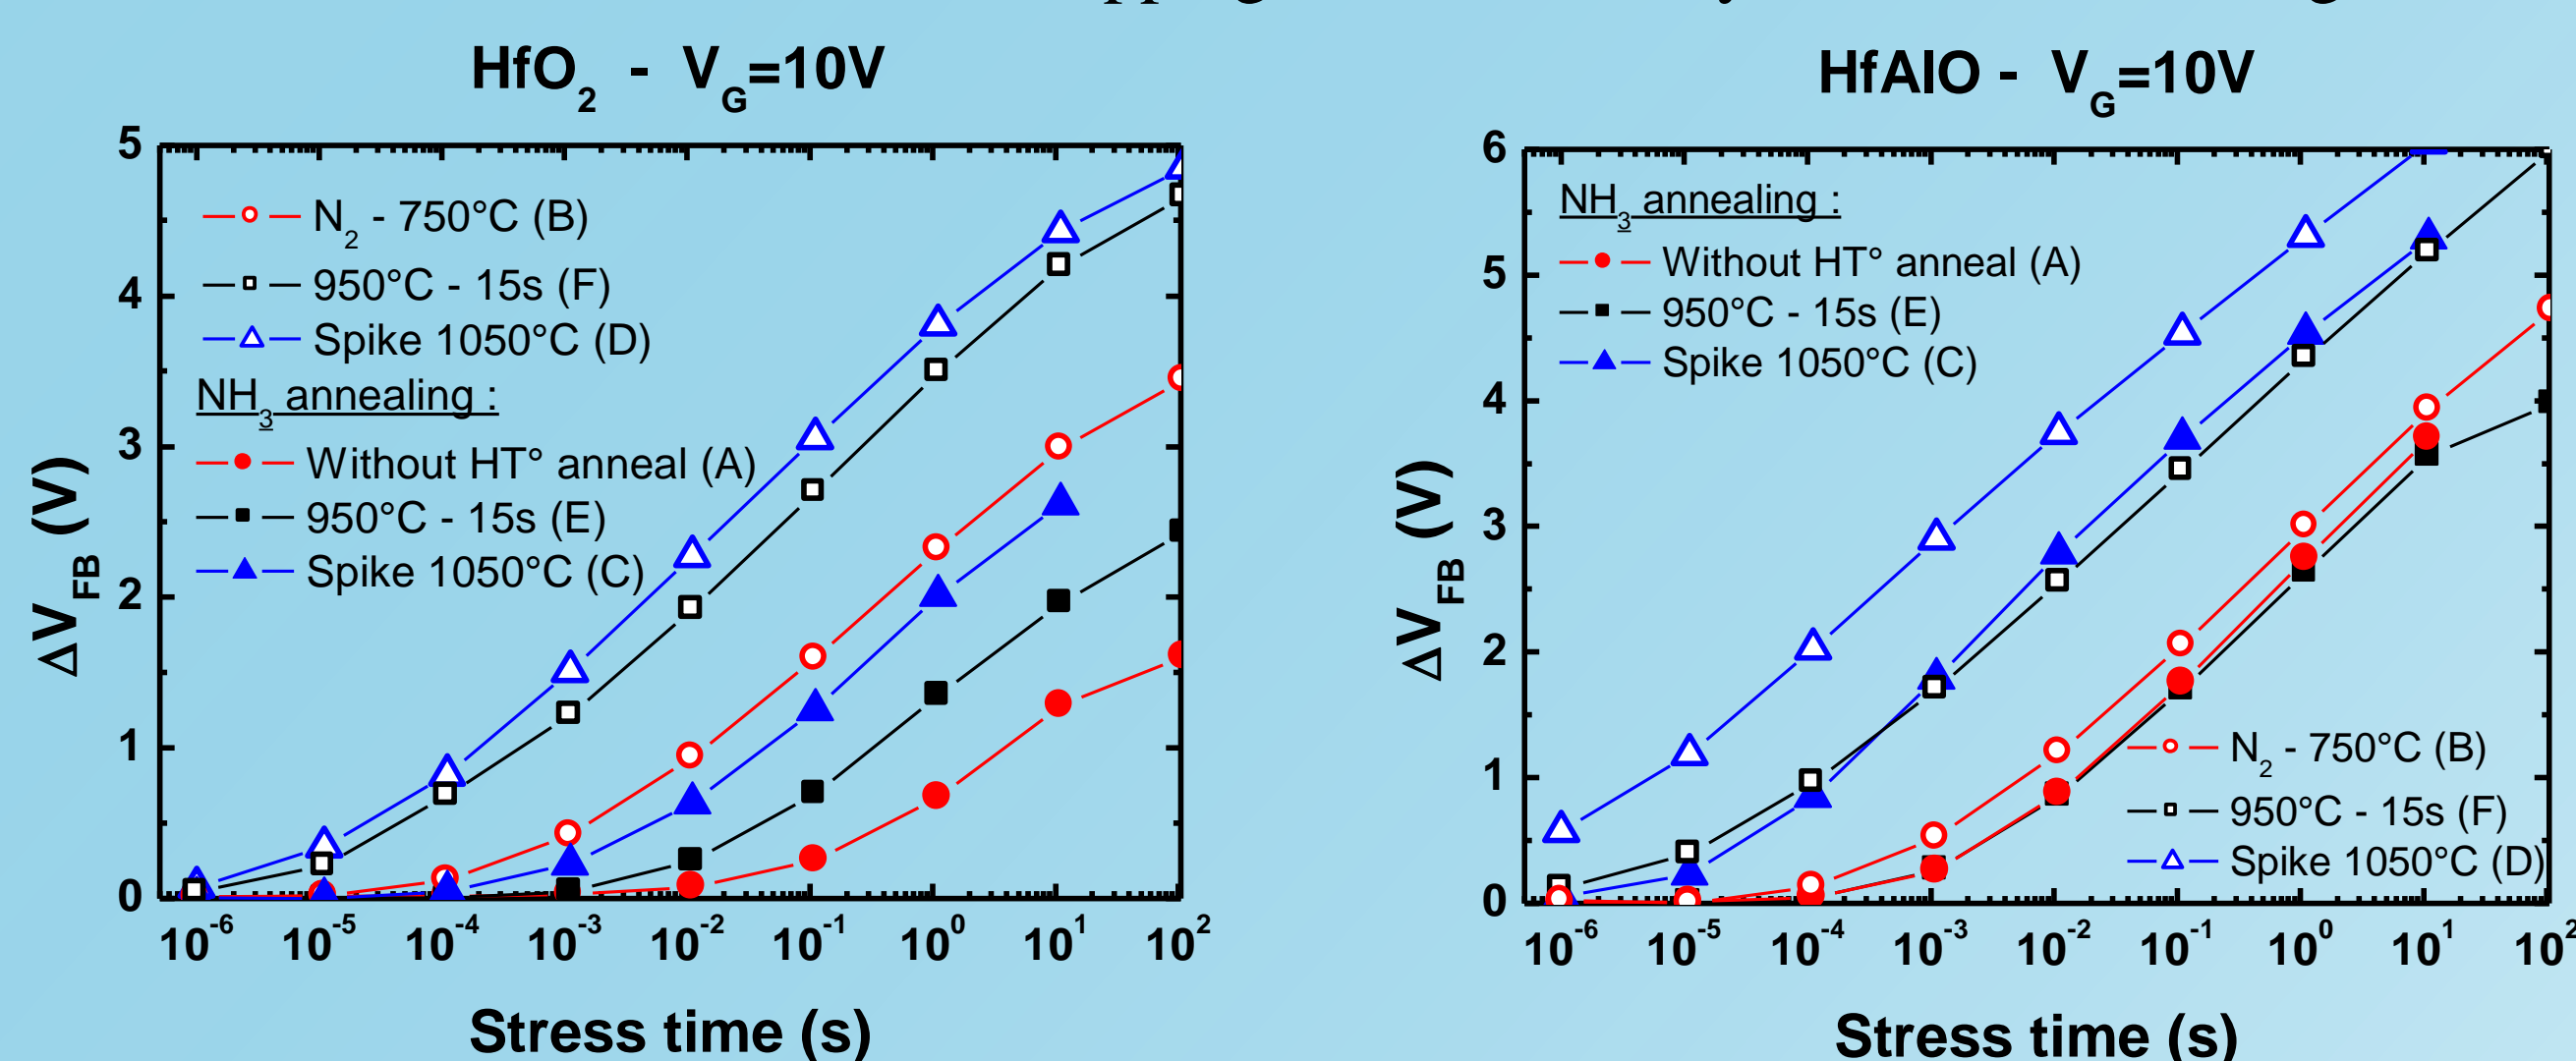 HfO2 - VG=10V
5
4
3
2
1
0
ΔVFB (V)
N2 - 750°C (B)
950°C - 15s (F)
Spike 1050°C (D)
NH3 annealing :
Without HT° anneal (A)
950°C - 15s (E)
Spike 1050°C (C)
10-6 10-5 10-4 10-3 10-2 10-1 100 101 102
Stress time (s)
HfAlO - VG=10V
6
5
4
3
2
1
0
ΔVFB (V)
NH3 annealing :
Without HT° anneal (A)
950°C - 15s (E)
Spike 1050°C (C)
N2 - 750°C (B)
950°C - 15s (F)
Spike 1050°C (D)
10-6 10-5 10-4 10-3 10-2 10-1 100 101 102
Stress time (s)